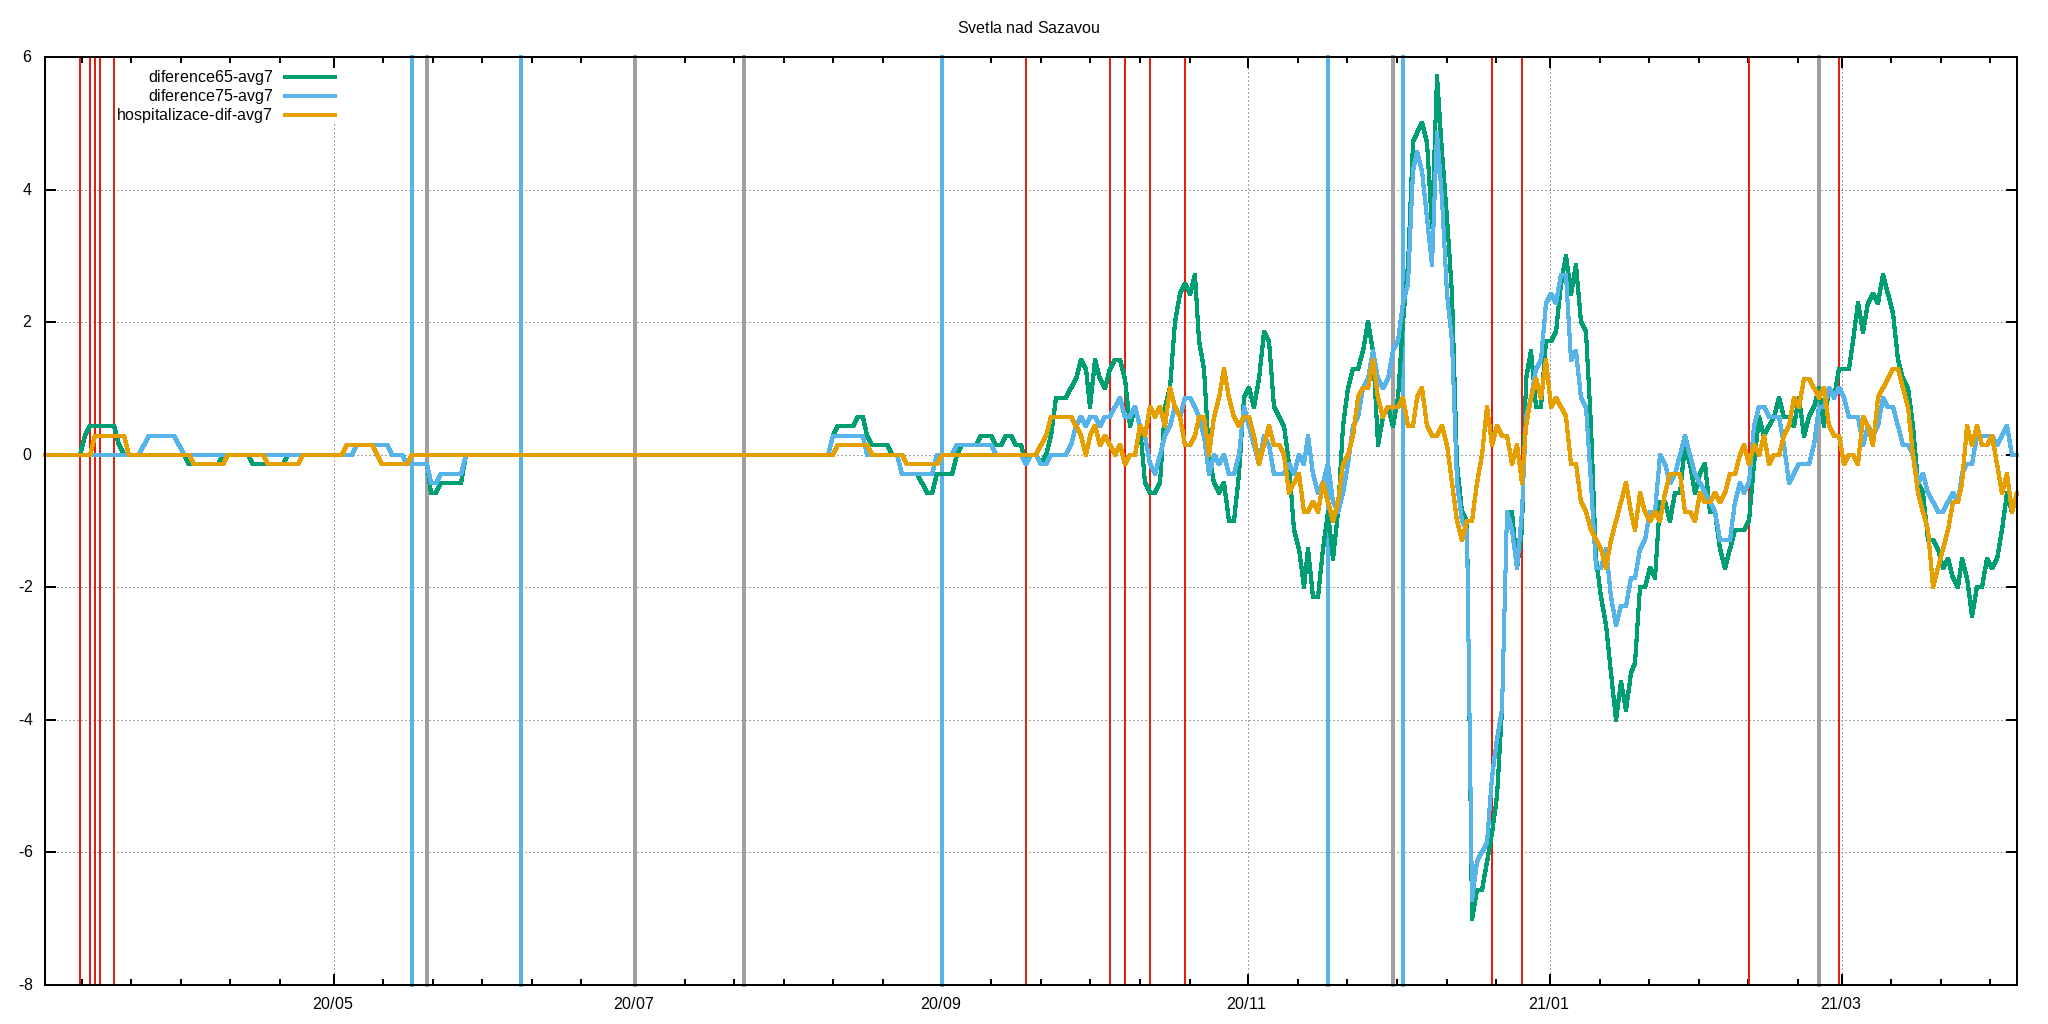 Svetla nad Sazavou
6
diference65-avg7
diference75-avg7
hospitalizace-dif-avg7
4
2
0
-2
-4
-6
-8
20/05 20/07 20/09 20/11 21/01 21/03